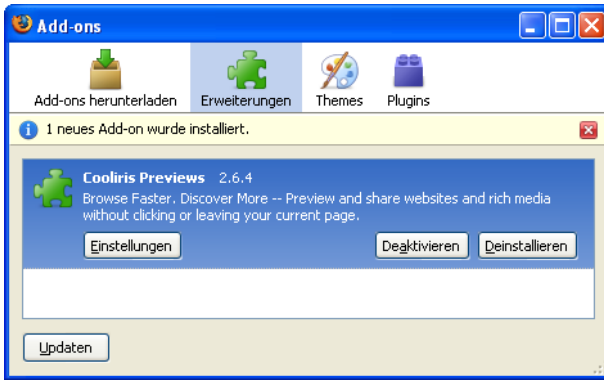 Add-ons
Add-ons herunterladen
Erweiterungen
Themes
Plugins
1 neues Add-on wurde installiert.
Cooliris Previews 2.6.4
Browse Faster. Discover More -- Preview and share websites and rich media
without clicking or leaving your current page.
Einstellungen
Deaktivieren
Deinstallieren
Updaten